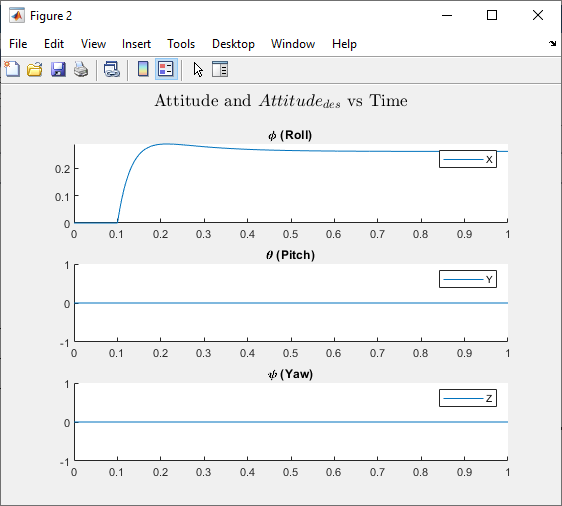 Figure 2
File Edit View Insert Tools Desktop Window Help
Attitude and Attitude_des vs Time
ϕ (Roll)
X
0.2
0.1
0
0 0.1 0.2 0.3 0.4 0.5 0.6 0.7 0.8 0.9 1
θ (Pitch)
Y
1
0
-1
0 0.1 0.2 0.3 0.4 0.5 0.6 0.7 0.8 0.9 1
ψ (Yaw)
Z
1
0
-1
0 0.1 0.2 0.3 0.4 0.5 0.6 0.7 0.8 0.9 1